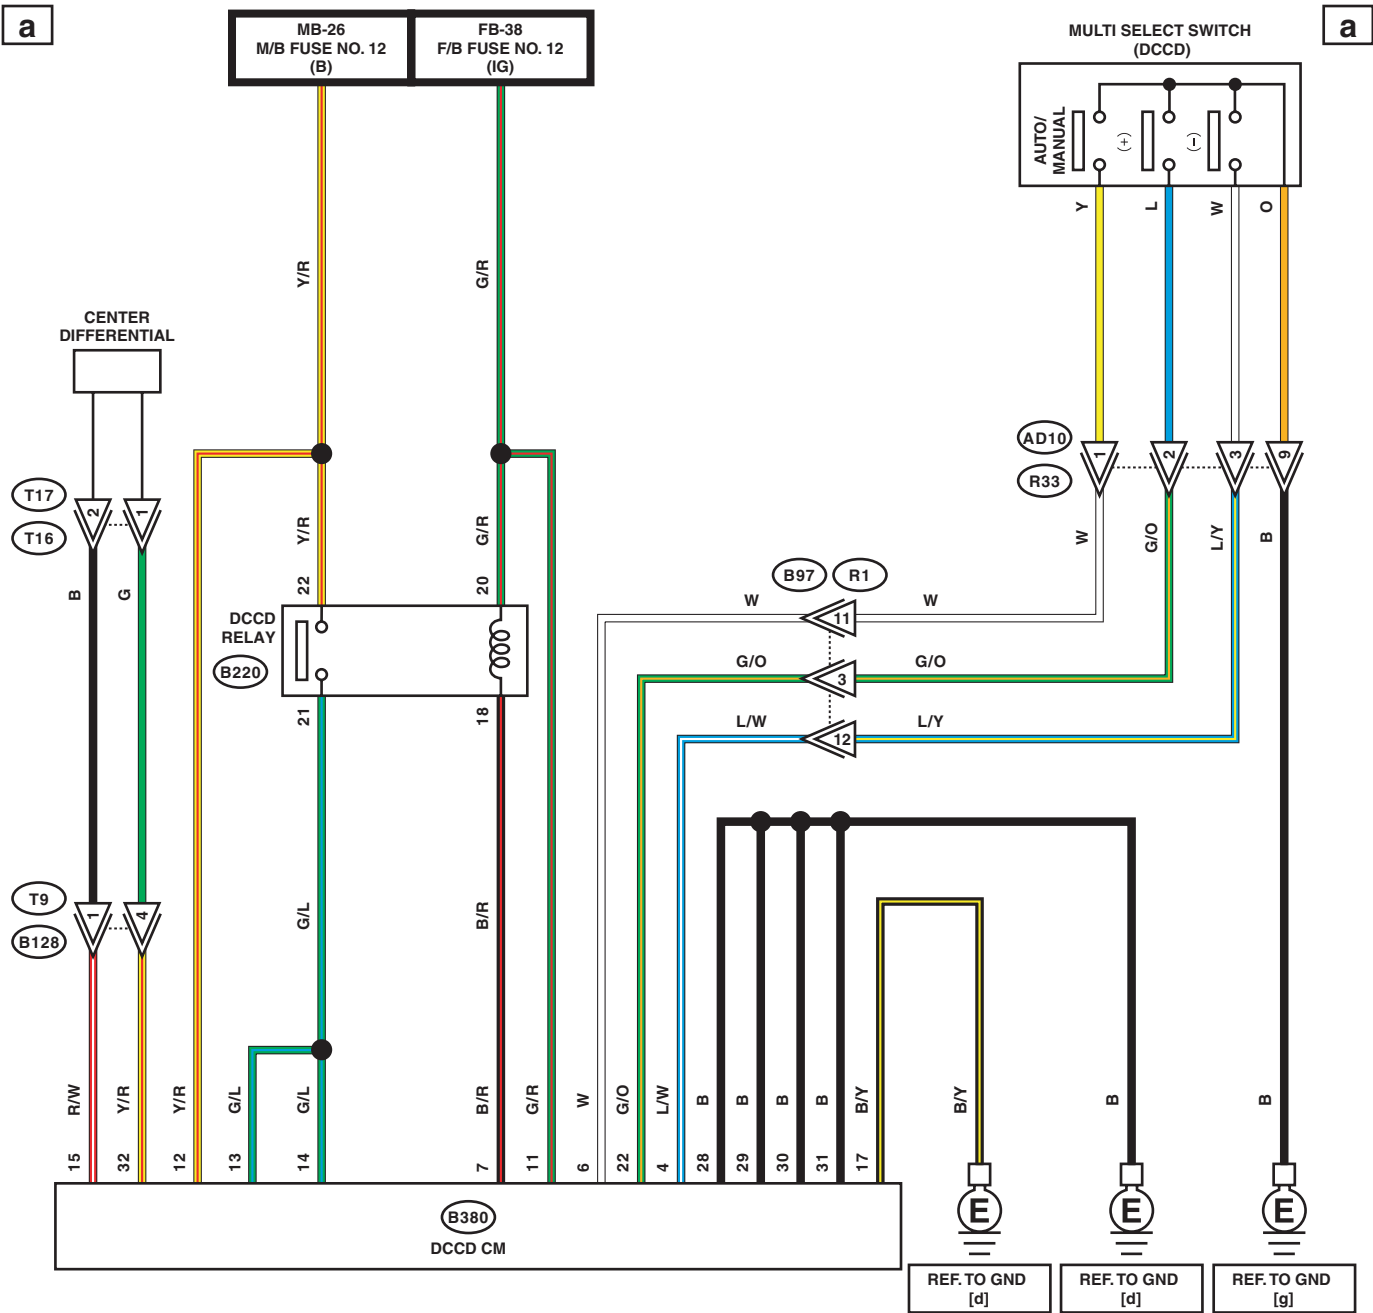 a
MB-26
M/B FUSE NO. 12
(B)
FB-38
F/B FUSE NO. 12
(IG)
MULTI SELECT SWITCH
(DCCD)
a
AUTO/
MANUAL
(+)
(–)
Y
L
W
O
Y/R
G/R
CENTER
DIFFERENTIAL
AD10
R33
1
2
3
9
T17
T16
2
1
Y/R
G/R
W
G/O
L/Y
B
B
G
22
20
B97
R1
DCCD
RELAY
B220
W
11
W
G/O
3
G/O
L/W
12
L/Y
21
18
T9
B128
1
4
G/L
B/R
R/W
Y/R
Y/R
G/L
G/L
B/R
G/R
W
G/O
L/W
B
B
B
B
B/Y
B/Y
B
B
15
32
12
13
14
7
11
6
22
4
28
29
30
31
17
B380
DCCD CM
E
E
E
REF. TO GND
[d]
REF. TO GND
[d]
REF. TO GND
[g]